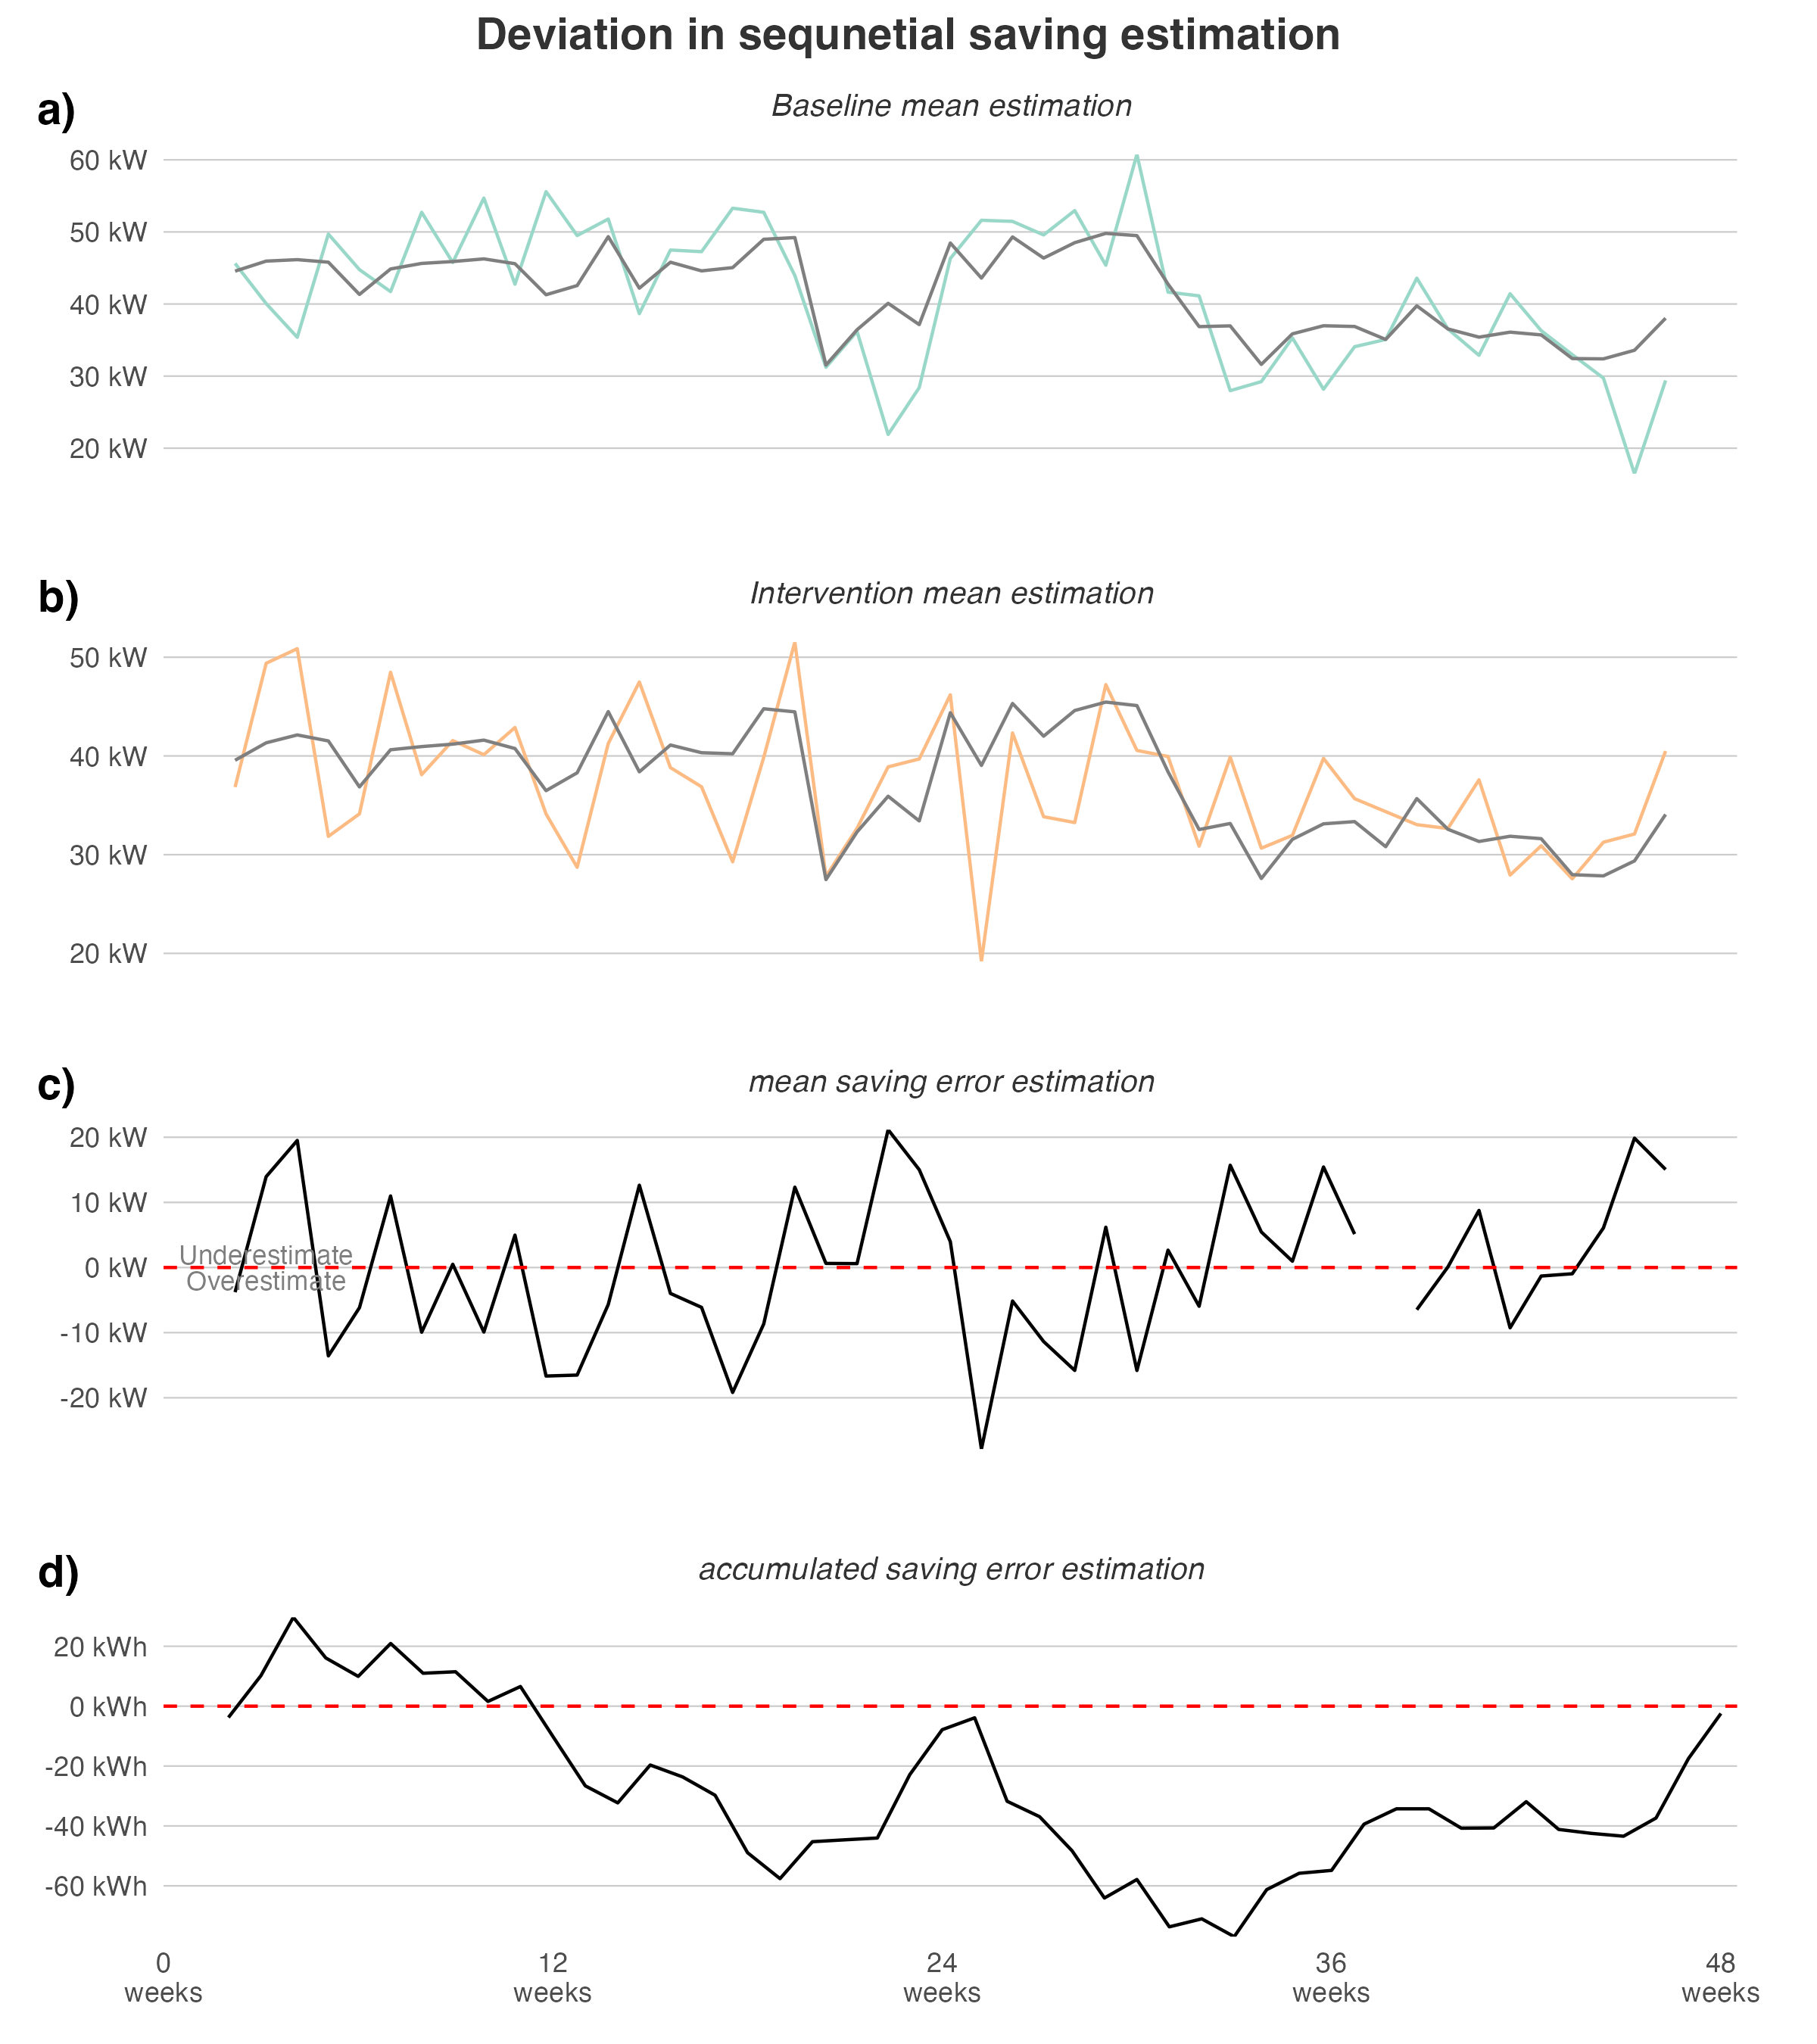 Deviation in sequnetial saving estimation
a)
Baseline mean estimation
60 kW
50 kW
40 kW
30 kW
20 kW
b)
Intervention mean estimation
50 kW
40 kW
30 kW
20 kW
c)
mean saving error estimation
20 kW
10 kW
Underestimate
0 kW
Overestimate
-10 kW
-20 kW
d)
accumulated saving error estimation
20 kWh
0 kWh
-20 kWh
-40 kWh
-60 kWh
0 12 24 36 48
weeks weeks weeks weeks weeks